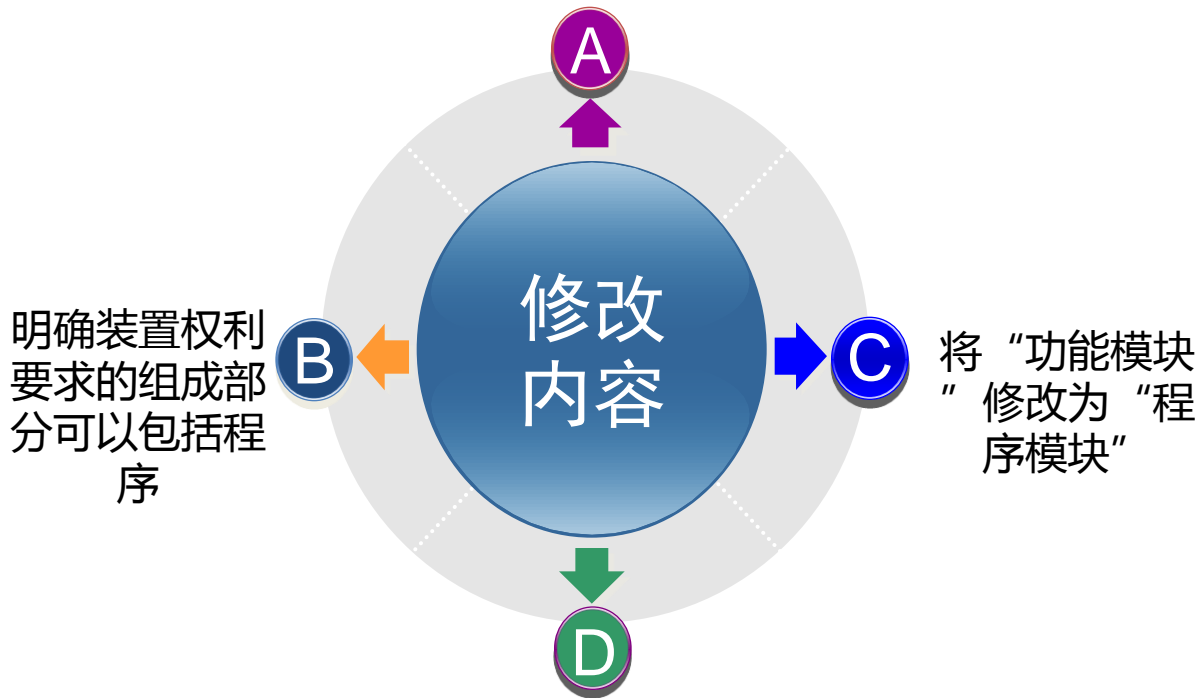 A
修改
内容
明确装置权利
要求的组成部
分可以包括程
序
B
C
将“功能模块
”修改为“程
序模块”
D